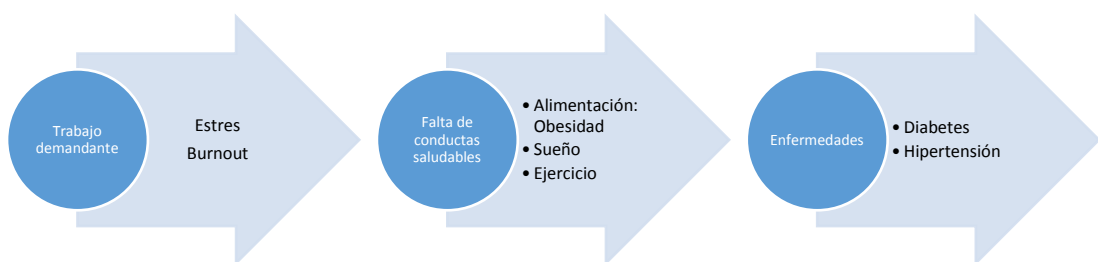 Trabajo
demandante
Estres
Burnout
Falta de
conductas
saludables
• Alimentación:
Obesidad
• Sueño
• Ejercicio
Enfermedades
• Diabetes
• Hipertensión